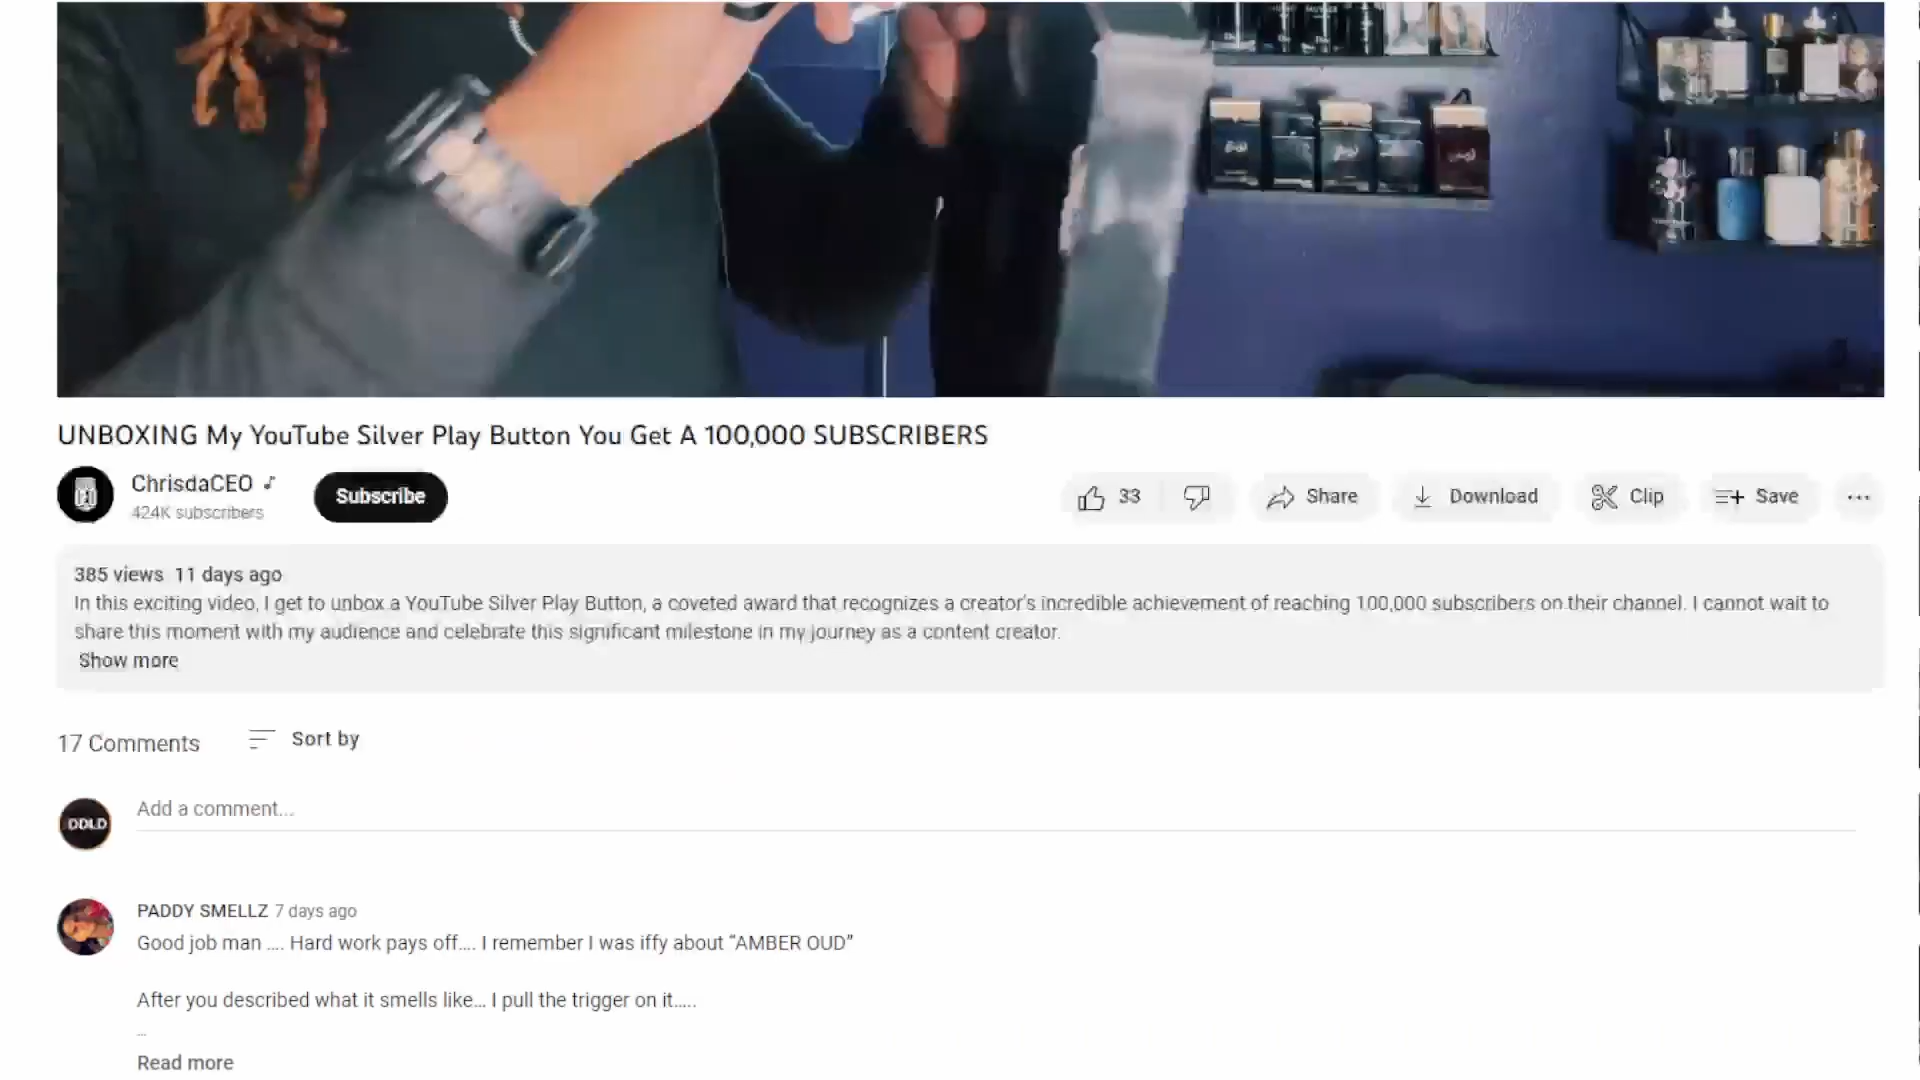 UNBOXING My YouTube Silver Play Button You Get A 100,000 SUBSCRIBERS
ChrisdaCEO
424K subscribers
Subscribe
33
Share
Download
Clip
Save
385 views 11 days ago
In this exciting video, I get to unbox a YouTube Silver Play Button, a coveted award that recognizes a creator's incredible achievement of reaching 100,000 subscribers on their channel. I cannot wait to
share this moment with my audience and celebrate this significant milestone in my journey as a content creator.
Show more
17 Comments
Sort by
DDLD
Add a comment...
PADDY SMELLZ 7 days ago
Good job man .... Hard work pays off.... I remember I was iffy about “AMBER OUD”
After you described what it smells like… I pull the trigger on it.....
...
Read more